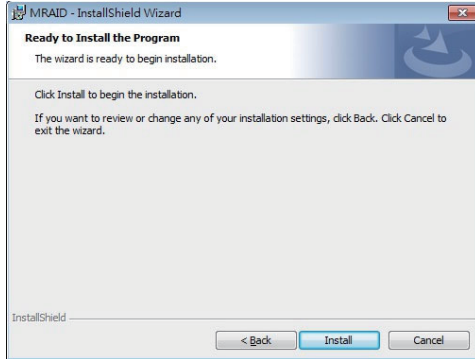 MRAID - InstallShield Wizard
Ready to Install the Program
The wizard is ready to begin installation.
Click Install to begin the installation.
If you want to review or change any of your installation settings, click Back. Click Cancel to
exit the wizard.
InstallShield
< Back Install Cancel